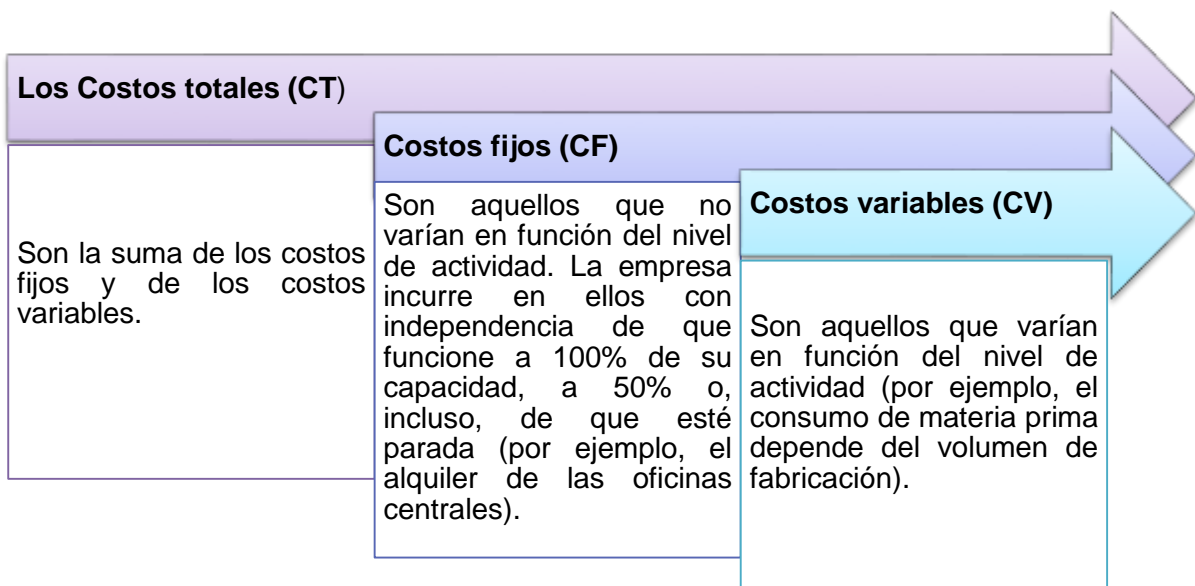 Los Costos totales (CT)
Son la suma de los costos
fijos y de los costos
variables.
Costos fijos (CF)
Son aquellos que no
varían en función del nivel
de actividad. La empresa
incurre en ellos con
independencia de que
funcione a 100% de su
capacidad, a 50% o,
incluso, de que esté
parada (por ejemplo, el
alquiler de las oficinas
centrales).
Costos variables (CV)
Son aquellos que varían
en función del nivel de
actividad (por ejemplo, el
consumo de materia prima
depende del volumen de
fabricación).